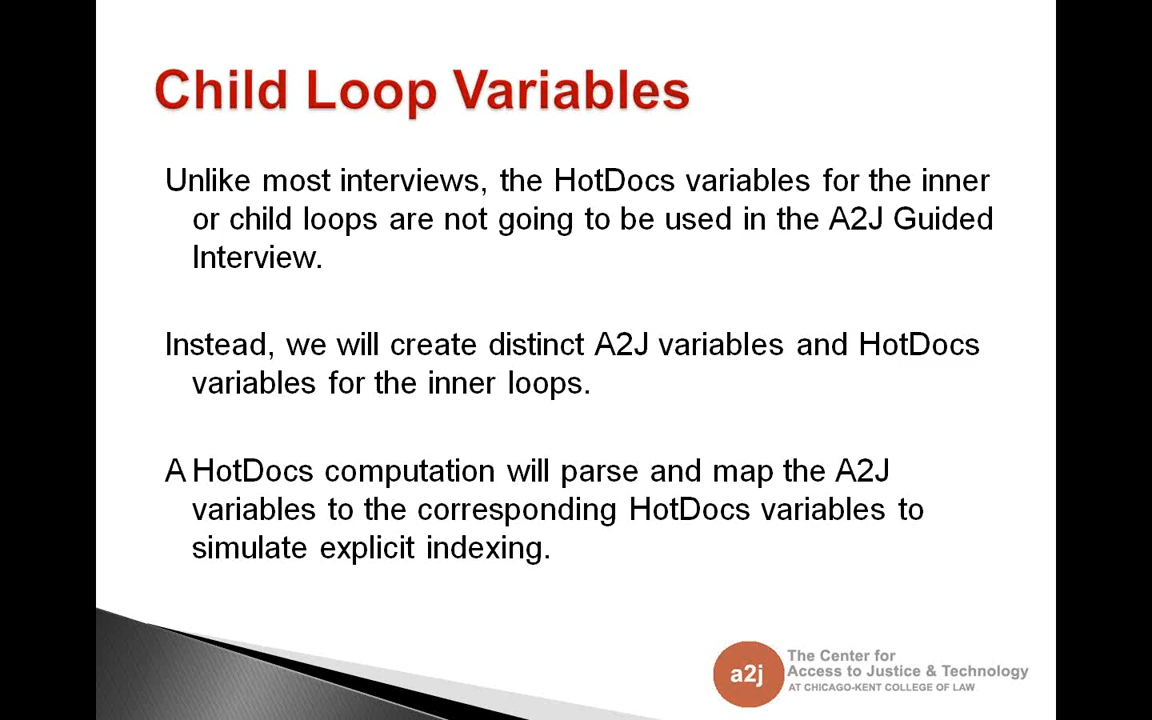 Child Loop Variables
Unlike most interviews, the HotDocs variables for the inner
or child loops are not going to be used in the A2J Guided
Interview.
Instead, we will create distinct A2J variables and HotDocs
variables for the inner loops.
A HotDocs computation will parse and map the A2J
variables to the corresponding HotDocs variables to
simulate explicit indexing.
a2j
The Center for
Access to Justice & Technology
AT CHICAGO-KENT COLLEGE OF LAW